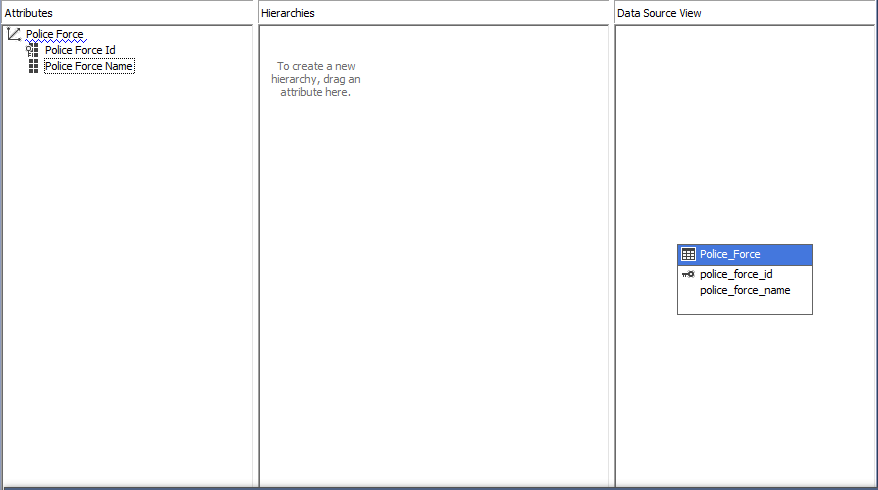 Attributes
Police Force
Police Force Id
Police Force Name
Hierarchies
To create a new
hierarchy, drag an
attribute here.
Data Source View
Police_Force
police_force_id
police_force_name